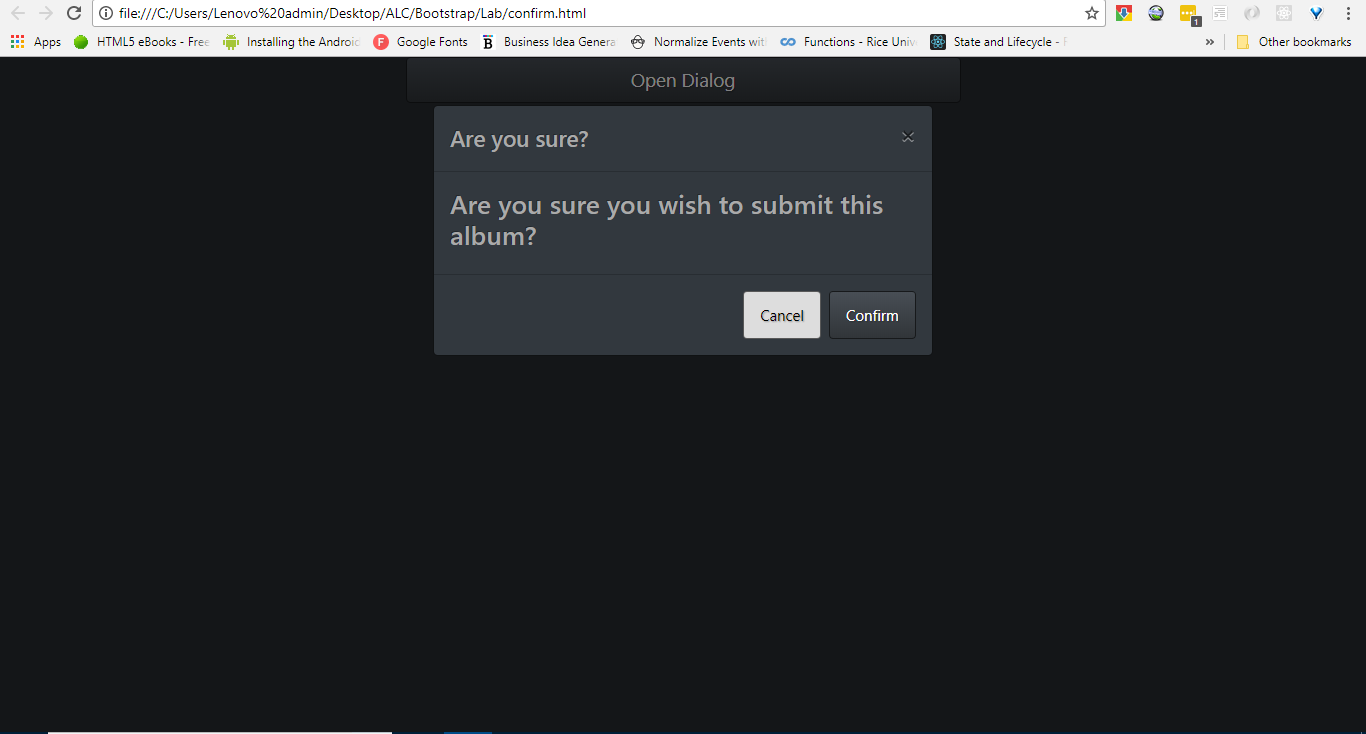 file:///C:/Users/Lenovo%20admin/Desktop/ALC/Bootstrap/Lab/confirm.html
1
Apps HTML5 eBooks - Free Installing the Android Google Fonts Business Idea Genera Normalize Events wit Functions - Rice Univ State and Lifecycle - » Other bookmarks
Open Dialog
Are you sure? ×
Are you sure you wish to submit this
album?
Cancel Confirm